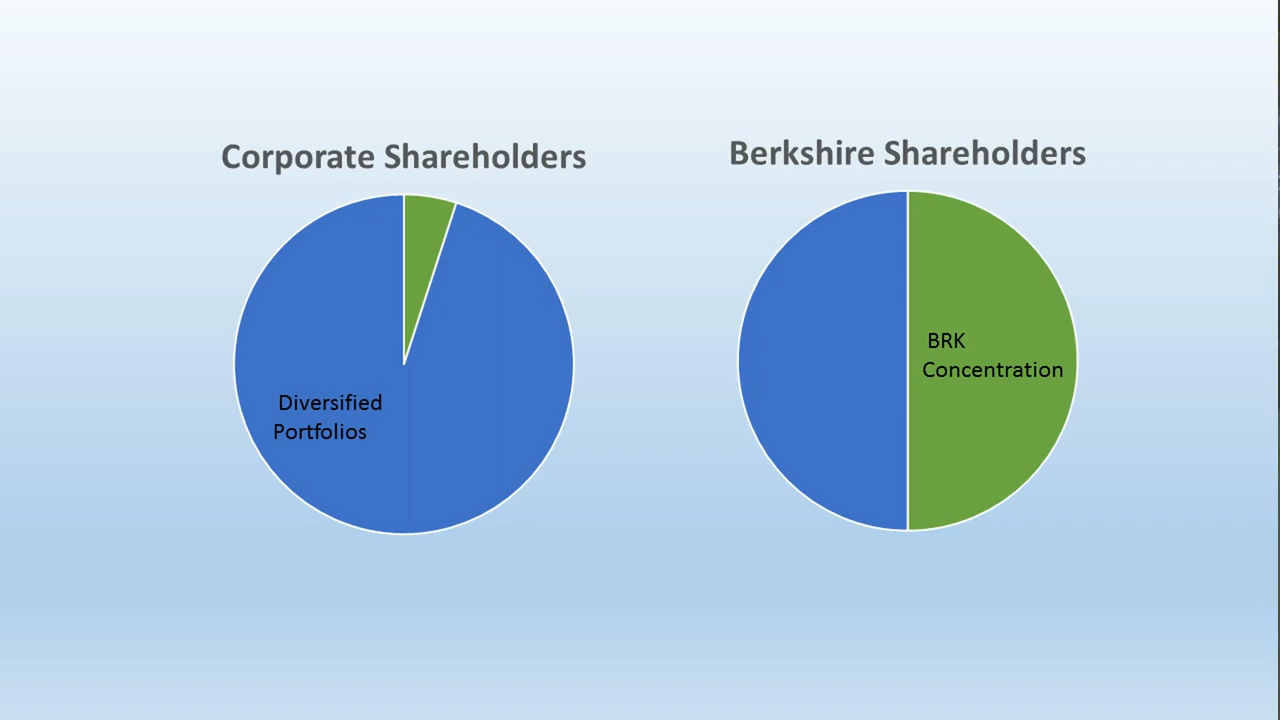 Corporate Shareholders
Diversified
Portfolios
Berkshire Shareholders
BRK
Concentration